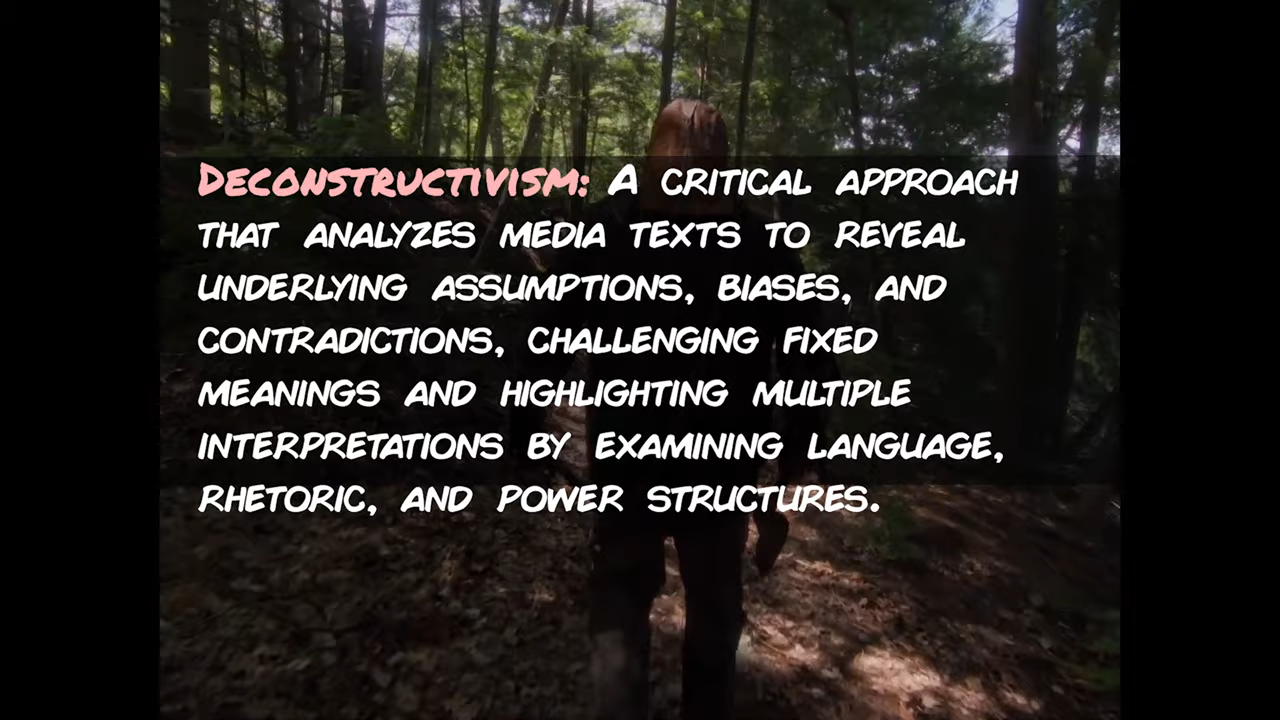 Deconstructivism: A critical approach
that analyzes media texts to reveal
underlying assumptions, biases, and
contradictions, challenging fixed
meanings and highlighting multiple
interpretations by examining language,
rhetoric, and power structures.